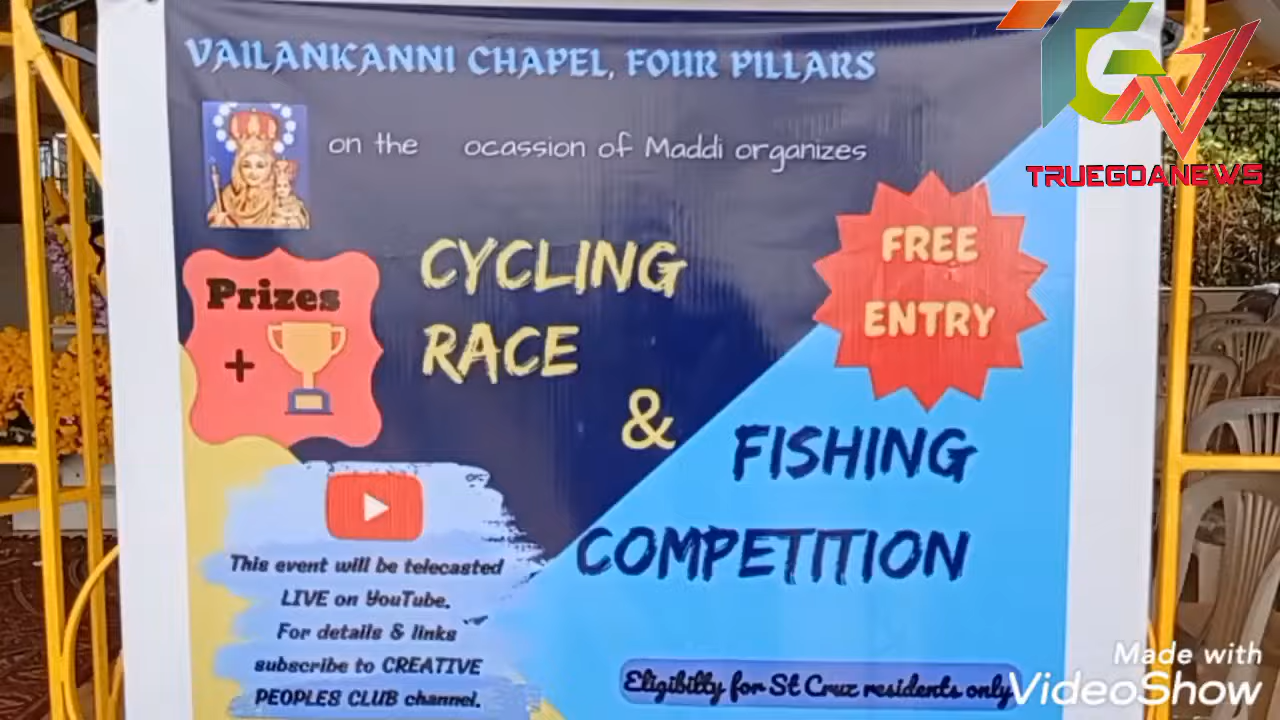 VAILANKANNI CHAPEL, FOUR PILLARS
on the ocassion of Maddi organizes
TRUEGOANEWS
FREE
ENTRY
Prizes
+
CYCLING
RACE
&
FISHING
COMPETITION
This event will be telecasted
LIVE on YouTube.
For details & links
subscribe to CREATIVE
PEOPLES CLUB channel.
Eligibilty for St Cruz residents only
Made with
VideoShow